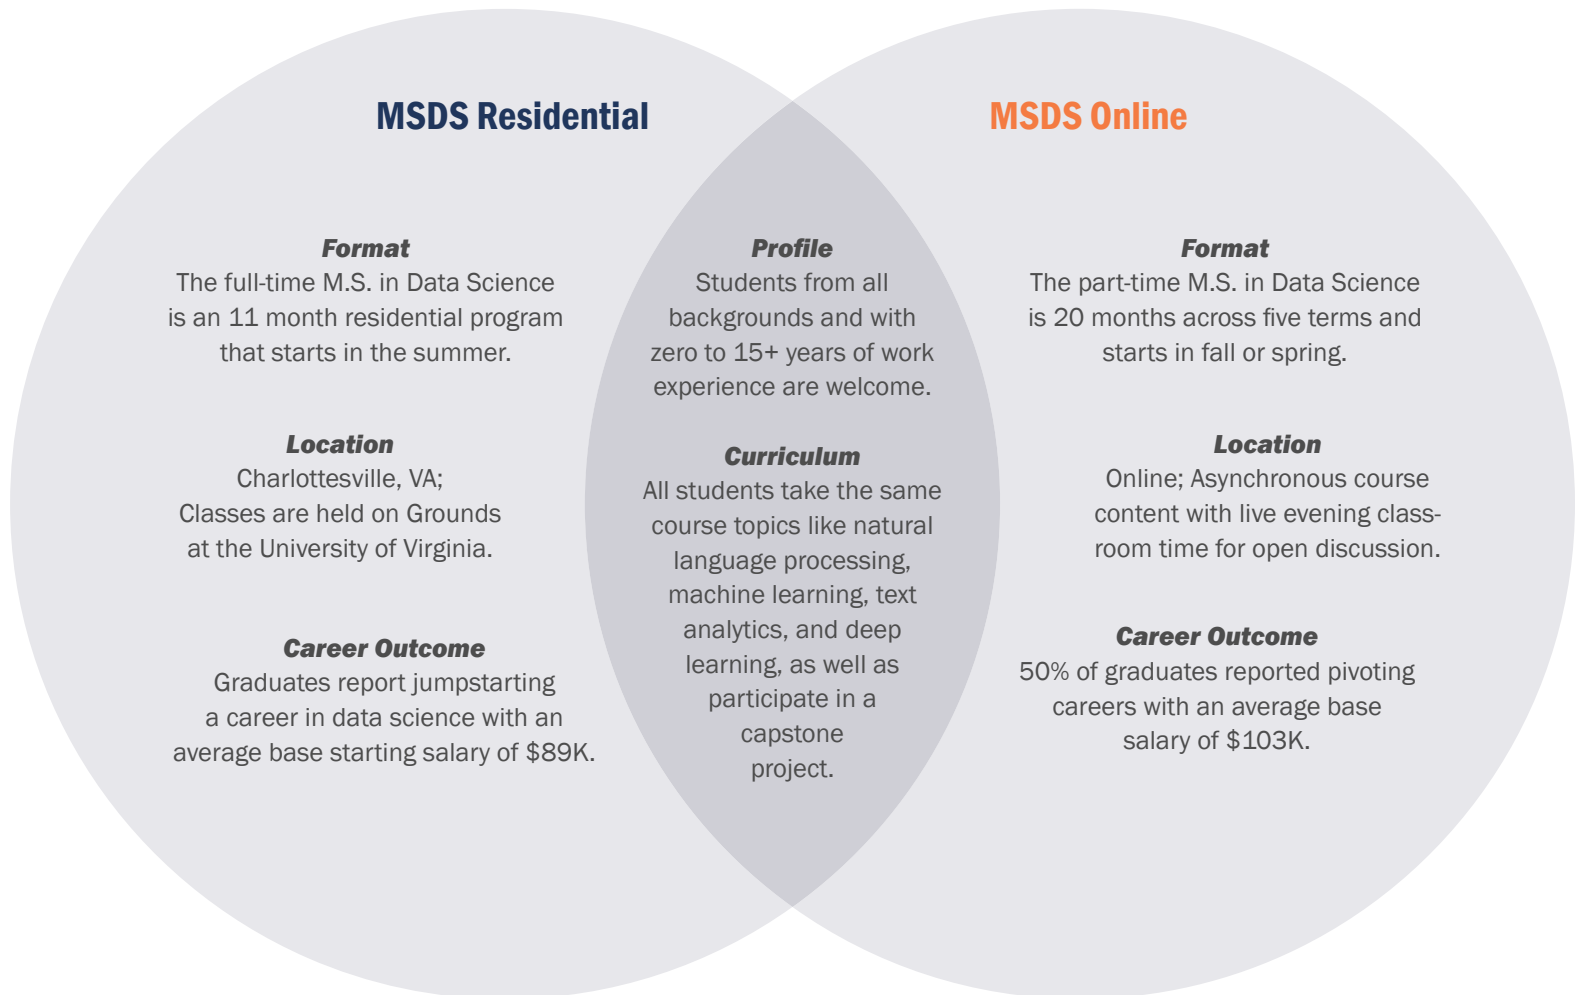 MSDS Residential
Format
The full-time M.S. in Data Science
is an 11 month residential program
that starts in the summer.
Location
Charlottesville, VA;
Classes are held on Grounds
at the University of Virginia.
Career Outcome
Graduates report jumpstarting
a career in data science with an
average base starting salary of $89K.
Profile
Students from all
backgrounds and with
zero to 15+ years of work
experience are welcome.
Curriculum
All students take the same
course topics like natural
language processing,
machine learning, text
analytics, and deep
learning, as well as
participate in a
capstone
project.
MSDS Online
Format
The part-time M.S. in Data Science
is 20 months across five terms and
starts in fall or spring.
Location
Online; Asynchronous course
content with live evening class-
room time for open discussion.
Career Outcome
50% of graduates reported pivoting
careers with an average base
salary of $103K.